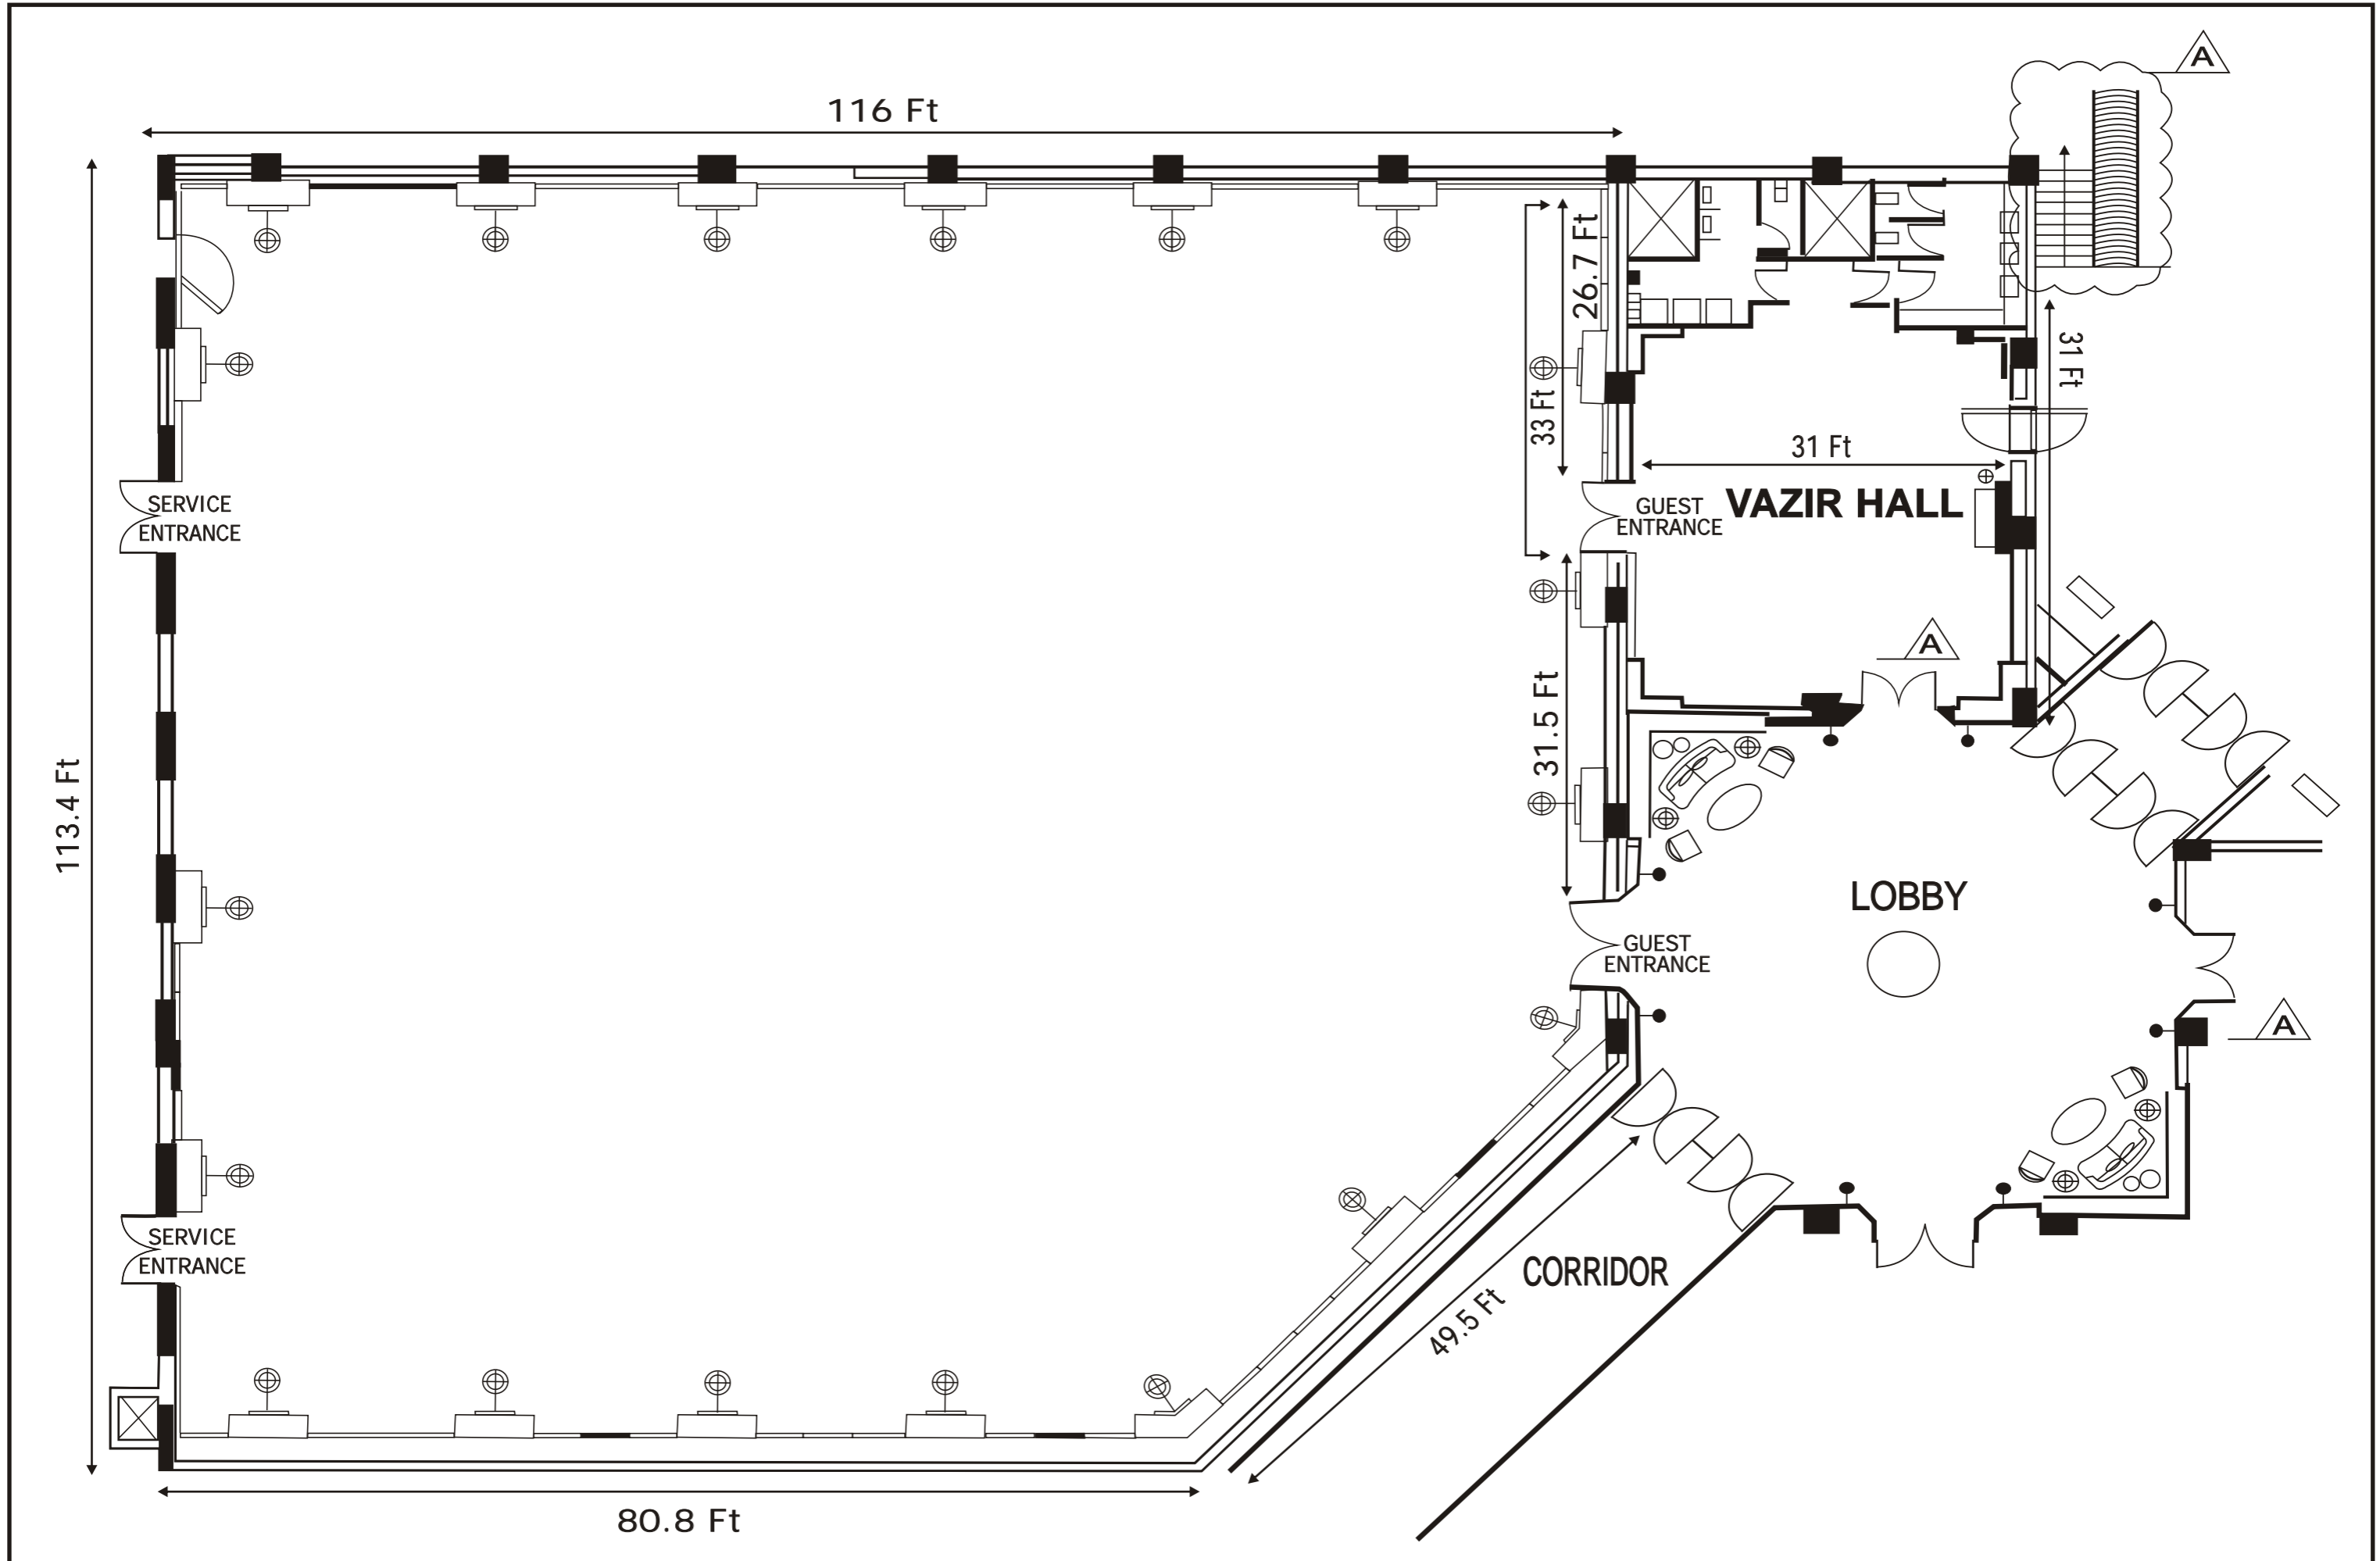 A
116 Ft
26.7 Ft
31 Ft
33 Ft
31 Ft
SERVICE
ENTRANCE
GUEST
ENTRANCE
VAZIR HALL
A
31.5 Ft
113.4 Ft
LOBBY
GUEST
ENTRANCE
A
SERVICE
ENTRANCE
CORRIDOR
49.5 Ft
80.8 Ft